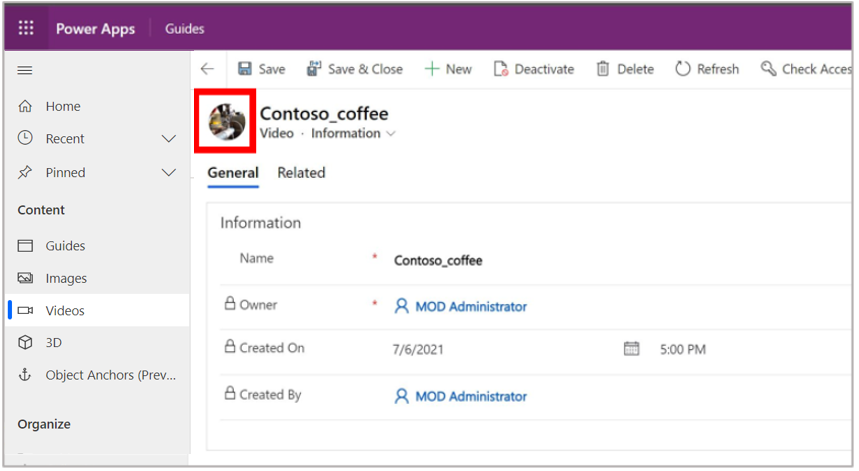 Power Apps Guides
Save Save & Close New Deactivate Delete Refresh Check Acces
Home
Recent
Pinned
Content
Guides
Images
Videos
3D
Object Anchors (Prev...
Organize
Contoso_coffee
Video · Information
General Related
Information
Name * Contoso_coffee
Owner * MOD Administrator
Created On 7/6/2021 5:00 PM
Created By MOD Administrator